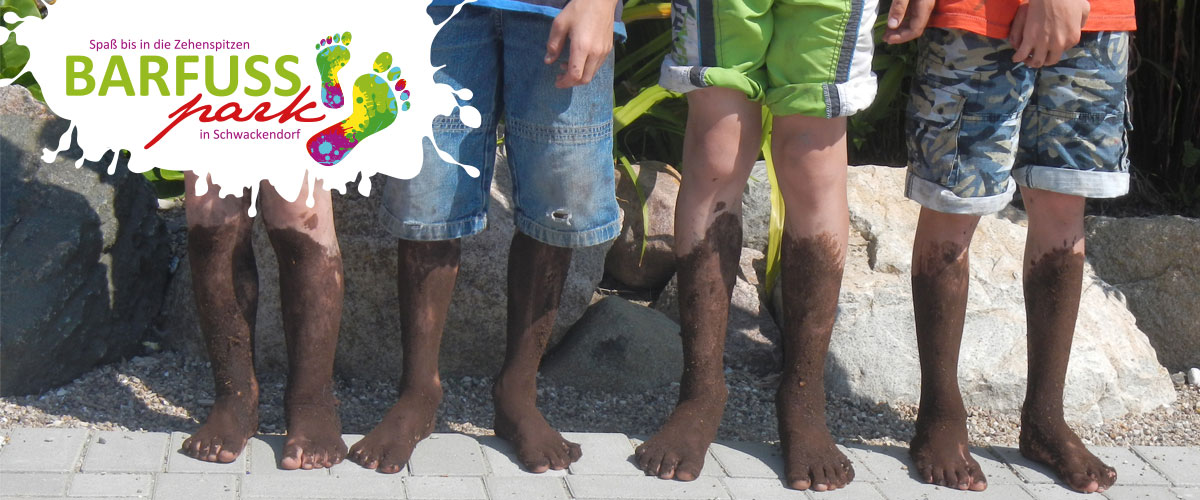 Spaß bis in die Zehenspitzen
BARFUSS
park
in Schwackendorf